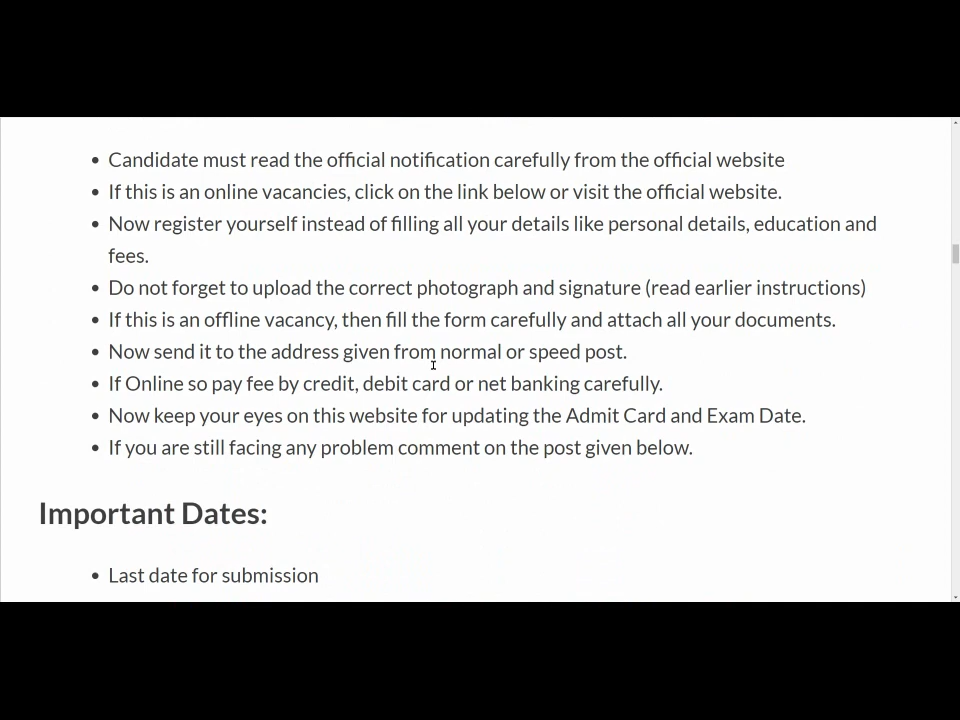 Candidate must read the official notification carefully from the official website
If this is an online vacancies, click on the link below or visit the official website.
Now register yourself instead of filling all your details like personal details, education and
fees.
Do not forget to upload the correct photograph and signature (read earlier instructions)
If this is an offline vacancy, then fill the form carefully and attach all your documents.
Now send it to the address given from normal or speed post.
If Online so pay fee by credit, debit card or net banking carefully.
Now keep your eyes on this website for updating the Admit Card and Exam Date.
If you are still facing any problem comment on the post given below.
Important Dates:
Last date for submission